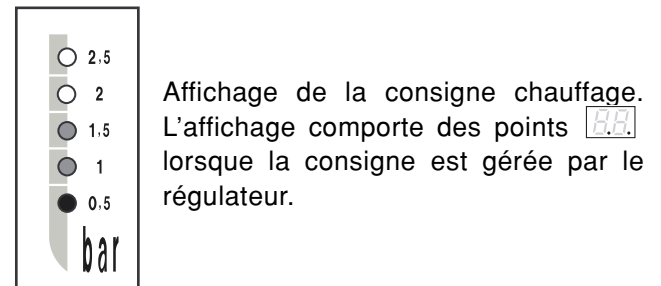 2,5
2
1,5
1
0,5
bar
Affichage de la consigne chauffage.
L'affichage comporte des points 8.8.
lorsque la consigne est gérée par le
régulateur.